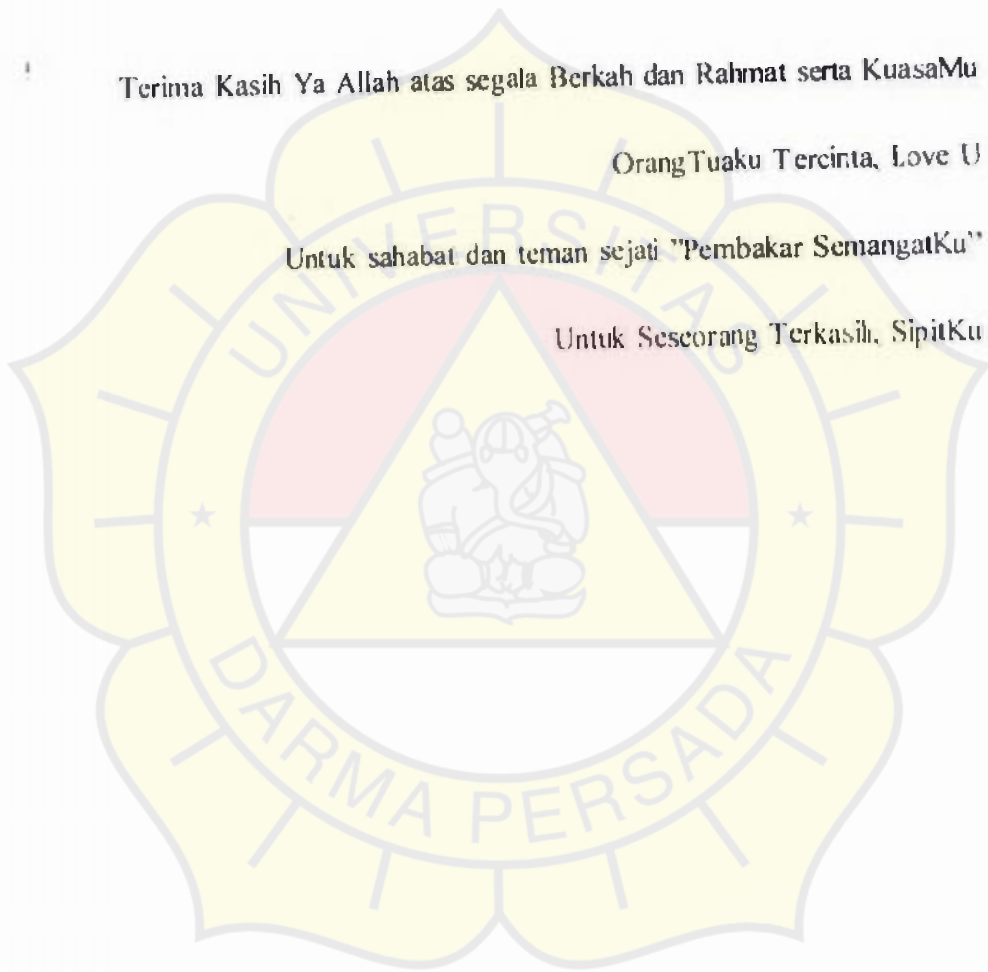 Terima Kasih Ya Allah atas segala Berkah dan Rahmat serta KuasaMu
OrangTuaku Tercinta, Love U
Untuk sahabat dan teman sejati "Pembakar SemangatKu"
Untuk Seseorang Terkasih, SipitKu
UNIVERSITAS
DARMA PERSADA